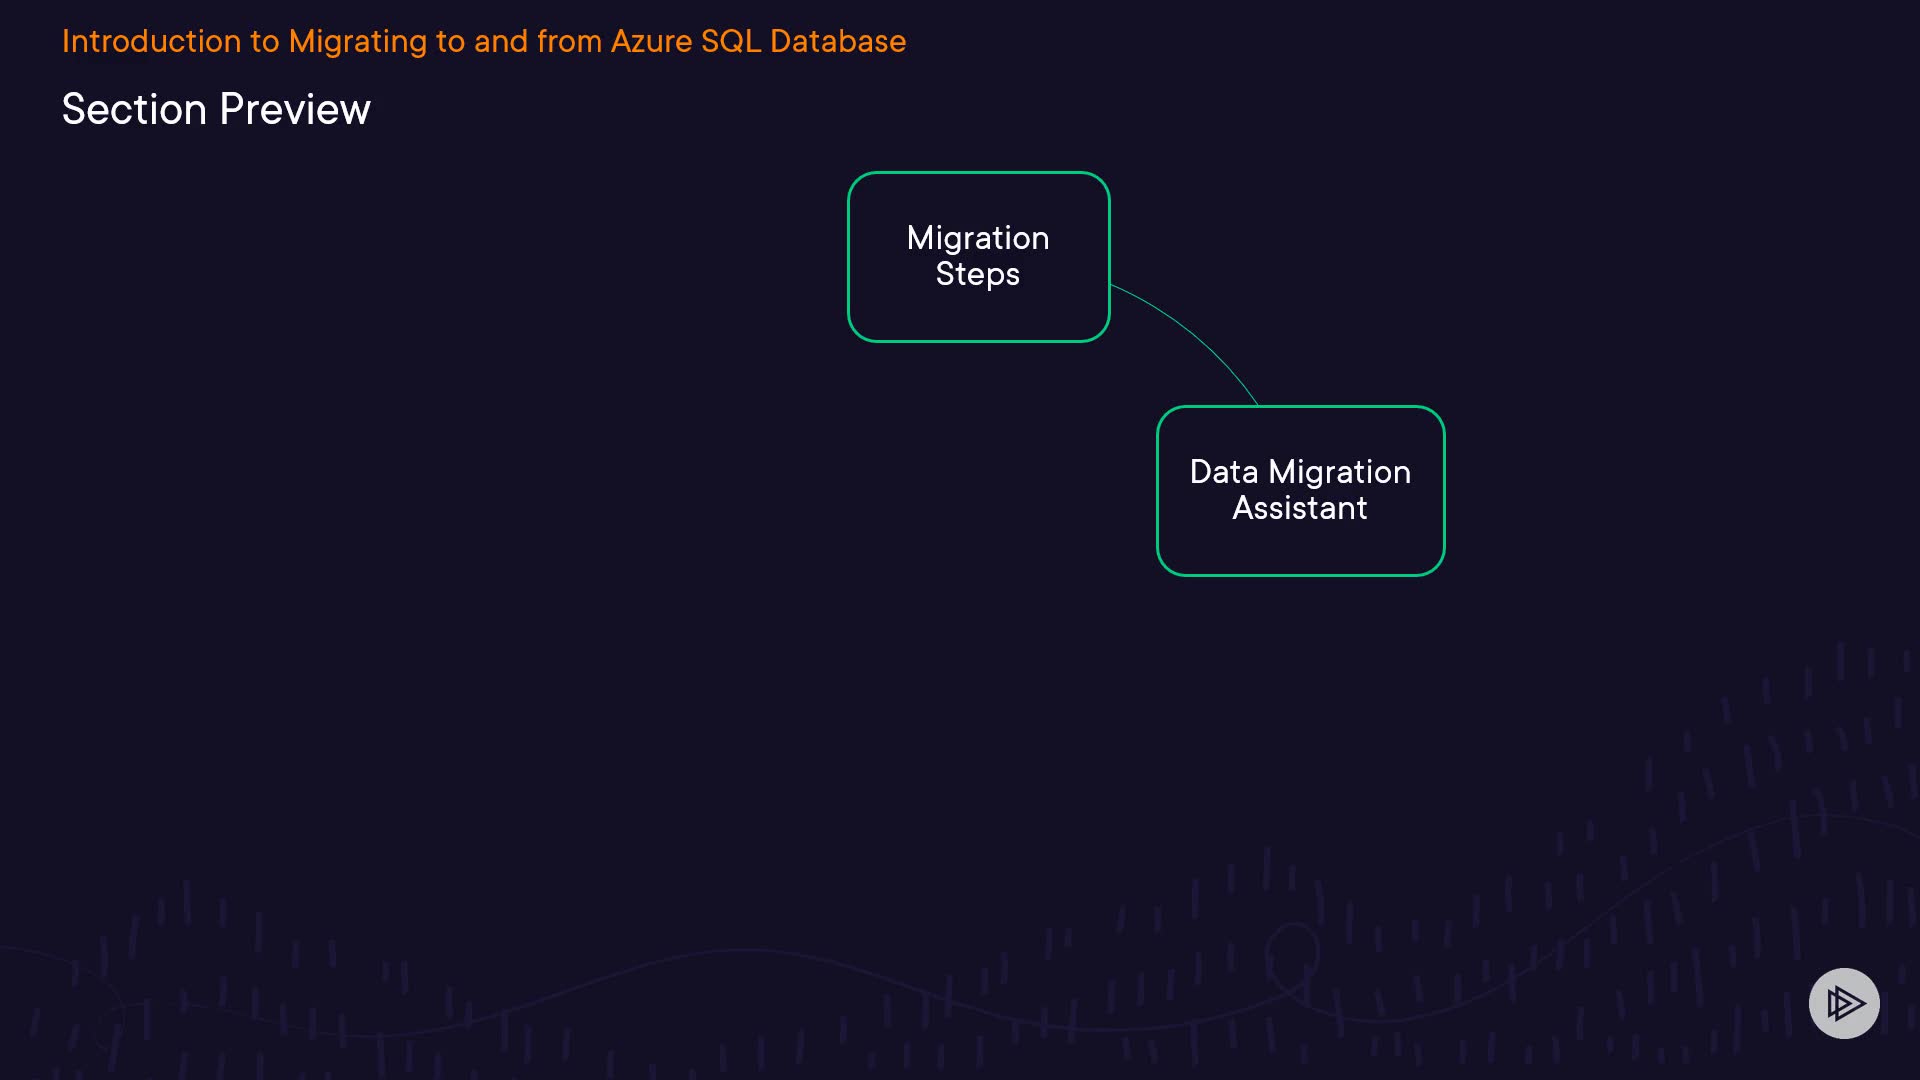 Introduction to Migrating to and from Azure SQL Database
Section Preview
Migration
Steps
Data Migration
Assistant